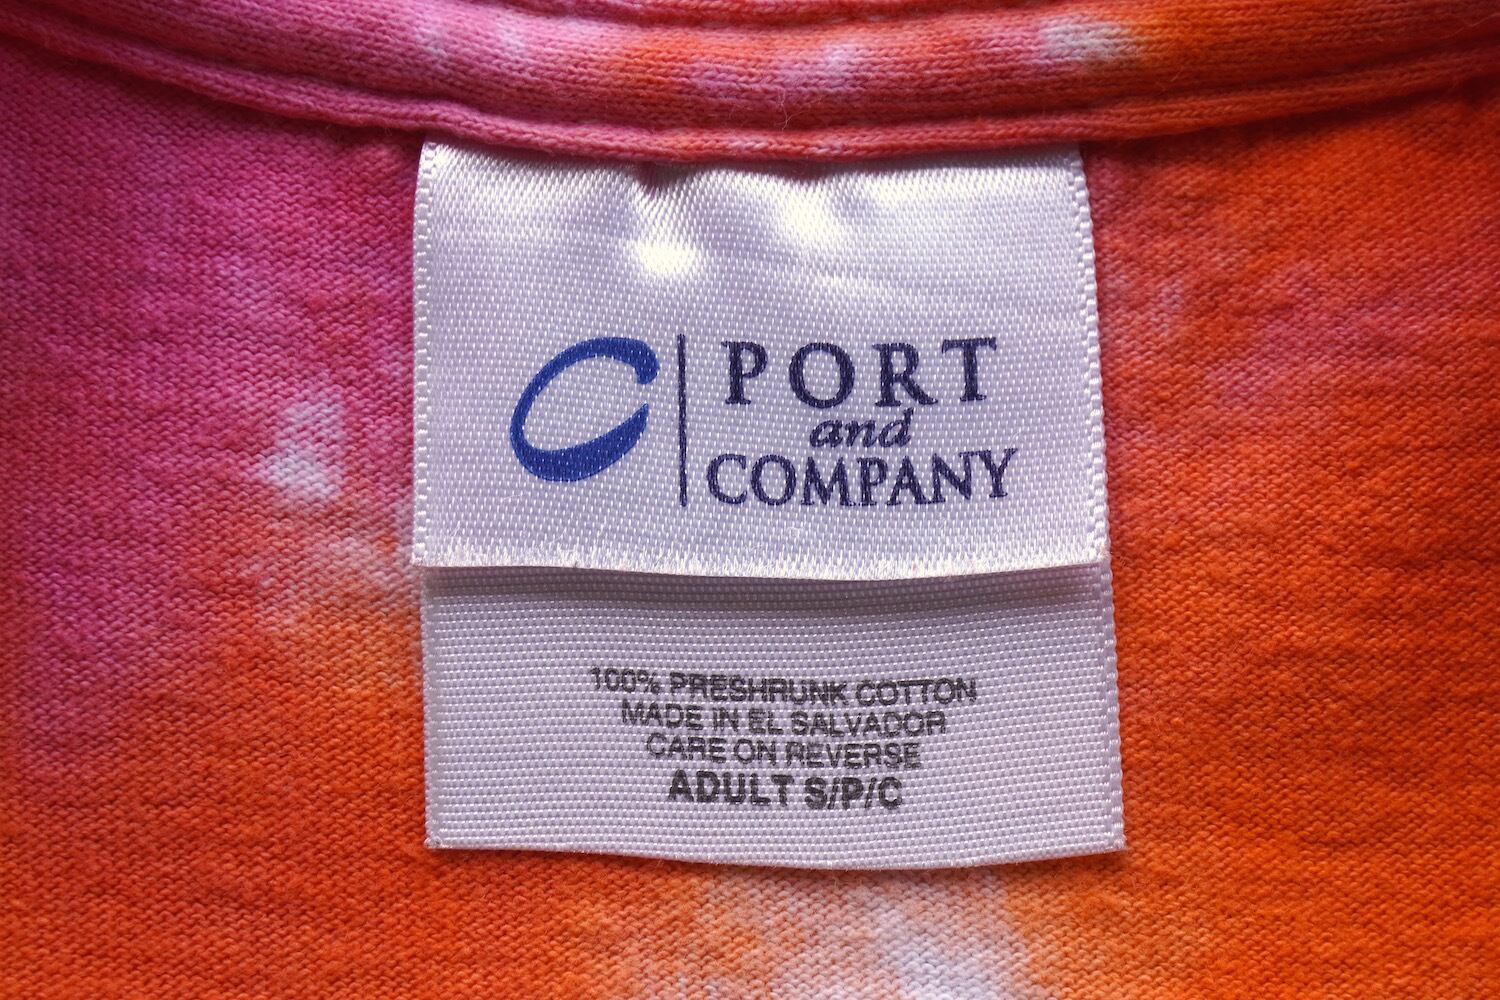 PORT
and
COMPANY
100% PRESHRUNK COTTON
MADE IN EL SALVADOR
CARE ON REVERSE
ADULT S/P/C